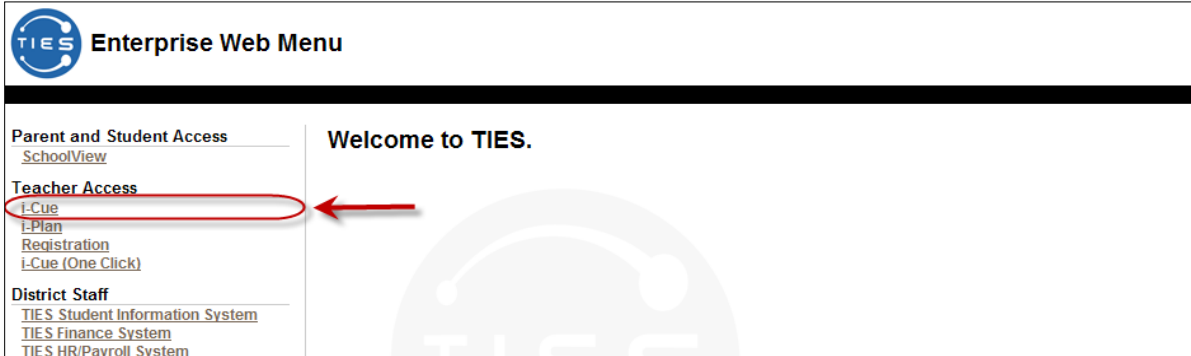 TIES
Enterprise Web Menu
Parent and Student Access
SchoolView
Teacher Access
i-Cue
i-Plan
Registration
i-Cue (One Click)
District Staff
TIES Student Information System
TIES Finance System
TIES HR/Payroll System
Welcome to TIES.
TIES